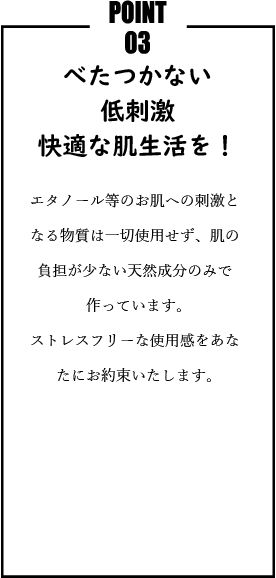 POINT
03
べたつかない
低刺激
快適な肌生活を！
エタノール等のお肌への刺激と
なる物質は一切使用せず、肌の
負担が少ない天然成分のみで
作っています。
ストレスフリーな使用感をあな
たにお約束いたします。